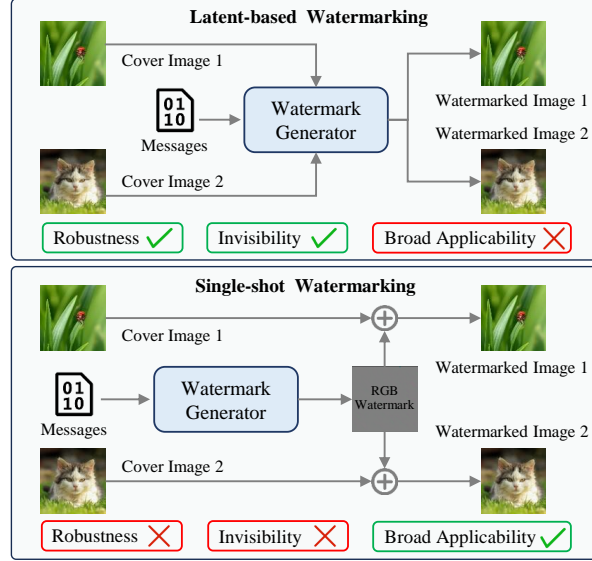 Latent-based Watermarking
Cover Image 1
01
10
Messages
Watermark
Generator
Watermarked Image 1
Watermarked Image 2
Cover Image 2
Robustness
Invisibility
Broad Applicability
Single-shot Watermarking
Cover Image 1
Watermarked Image 1
01
10
Messages
Watermark
Generator
RGB
Watermark
Watermarked Image 2
Cover Image 2
Robustness
Invisibility
Broad Applicability